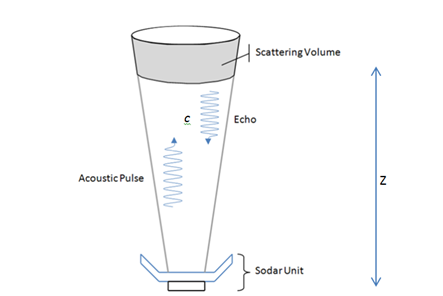 Scattering Volume
c
Echo
Acoustic Pulse
Z
Sodar Unit